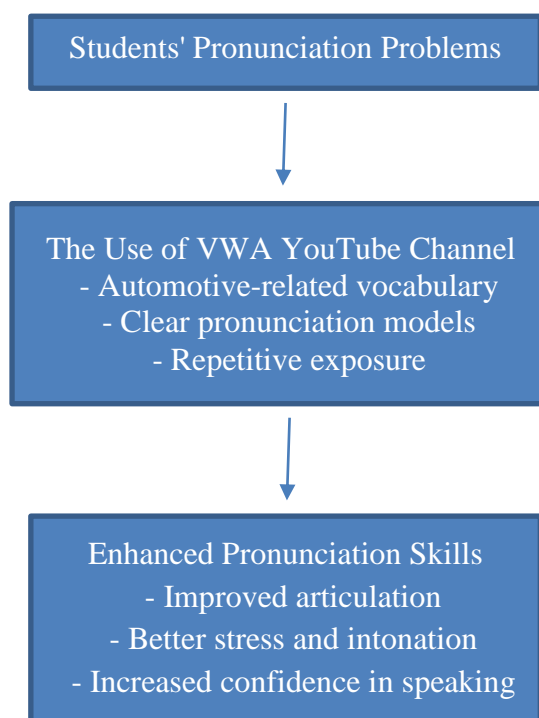 Students' Pronunciation Problems
The Use of VWA YouTube Channel
- Automotive-related vocabulary
- Clear pronunciation models
- Repetitive exposure
Enhanced Pronunciation Skills
- Improved articulation
- Better stress and intonation
- Increased confidence in speaking